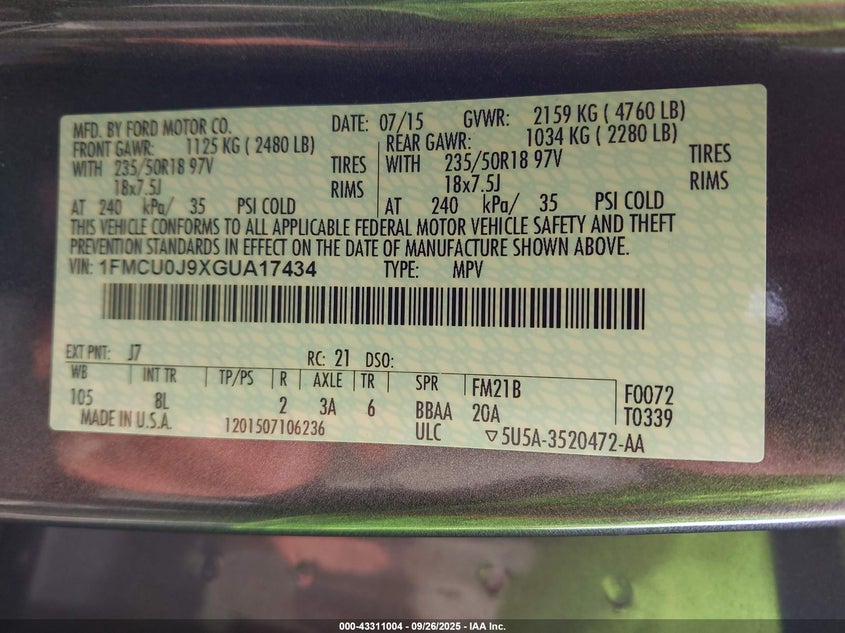 MFD. BY FORD MOTOR CO. DATE: 07/15 GVWR: 2159 KG ( 4760 LB)
FRONT GAWR: 1125 KG ( 2480 LB) REAR GAWR: 1034 KG ( 2280 LB)
WITH 235/50R18 97V TIRES WITH 235/50R18 97V TIRES
18x7.5J RIMS 18x7.5J RIMS
AT 240 kPa/ 35 PSI COLD AT 240 kPa/ 35 PSI COLD
THIS VEHICLE CONFORMS TO ALL APPLICABLE FEDERAL MOTOR VEHICLE SAFETY AND THEFT
PREVENTION STANDARDS IN EFFECT ON THE DATE OF MANUFACTURE SHOWN ABOVE.
VIN: 1FMCU0J9XGUA17434 TYPE: MPV
EXT PNT: J7 RC: 21 DSO:
WB INT TR TP/PS R AXLE TR SPR FM21B F0072
105 8L 2 3A 6 BBAA 20A T0339
MADE IN U.S.A. 1201507106236 ULC ▽5U5A-3520472-AA
000-43311004 - 09/26/2025 - IAA Inc.